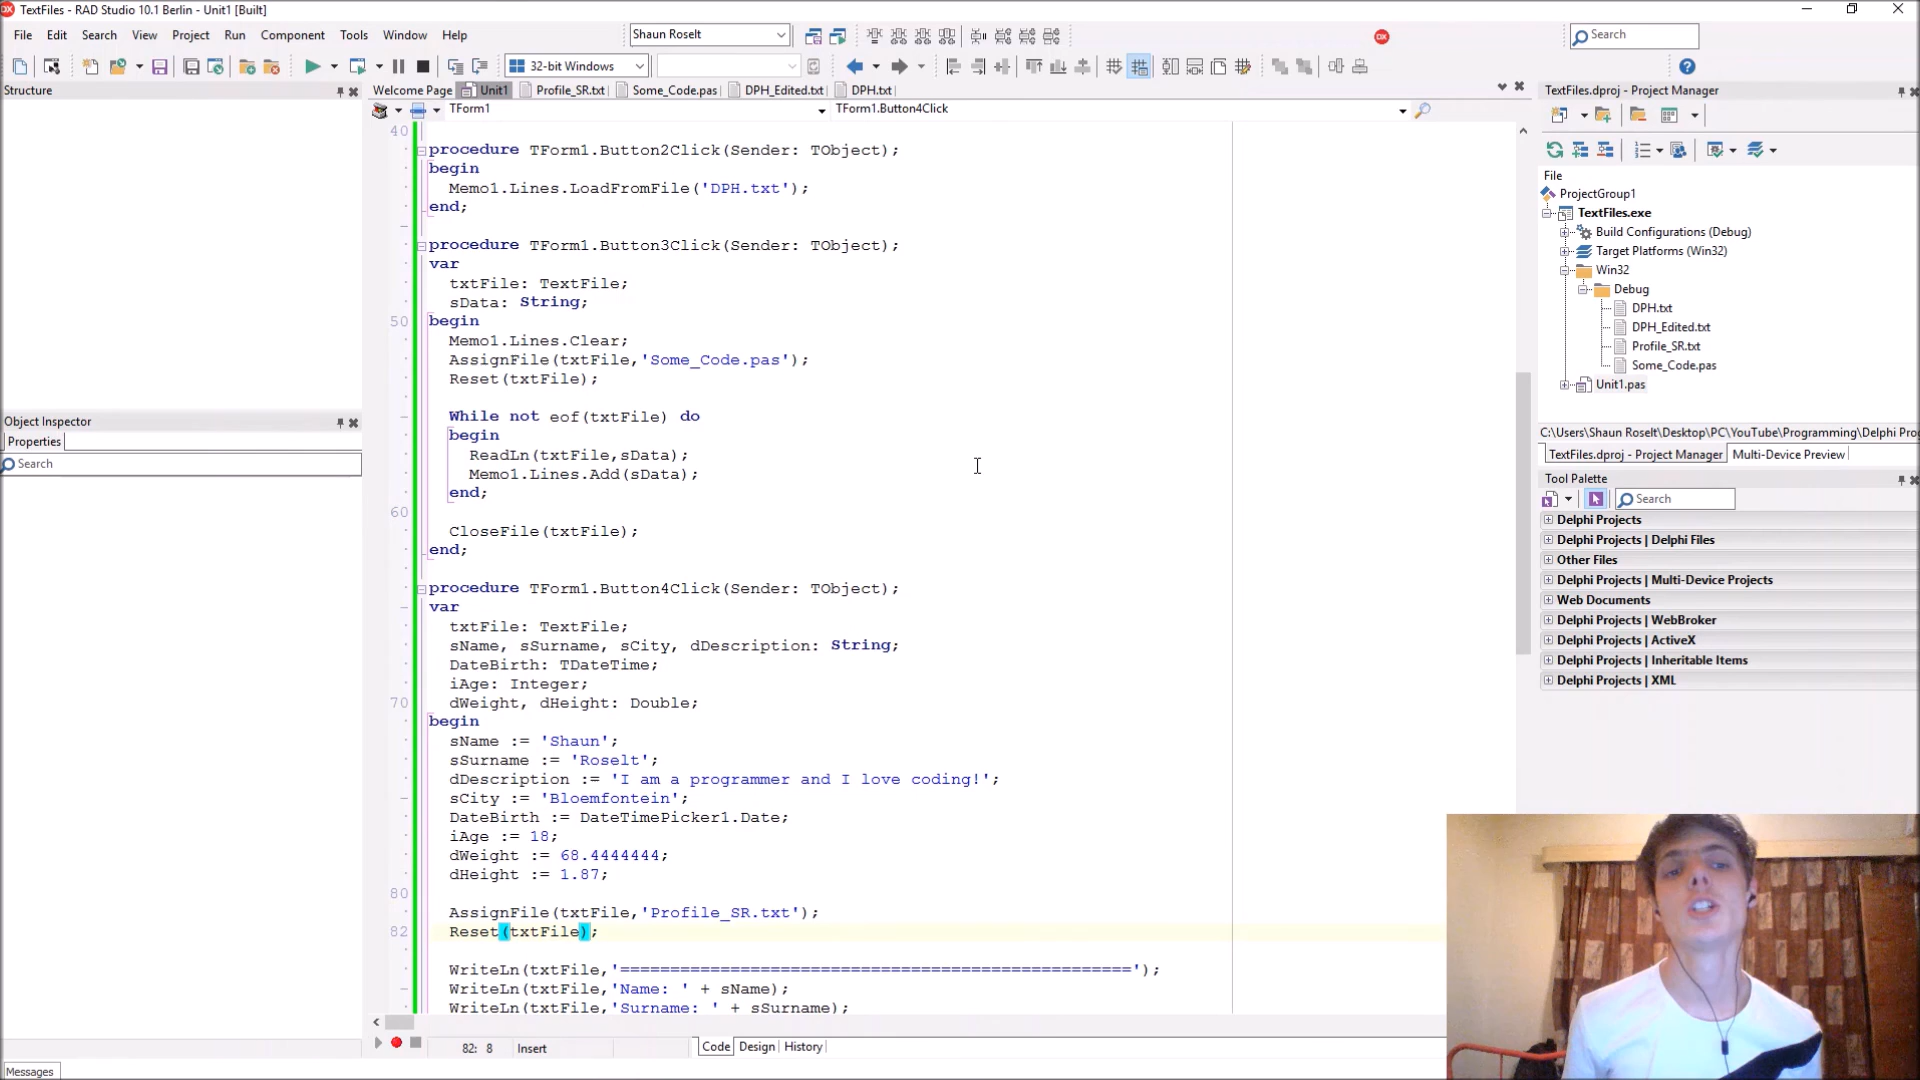 TextFiles - RAD Studio 10.1 Berlin - Unit1 [Built]
File Edit Search View Project Run Component Tools Window Help
Shaun Roselt
Search
32-bit Windows
Structure
Welcome Page Unit1 Profile_SR.txt Some_Code.pas DPH_Edited.txt DPH.txt
TForm1 TForm1.Button4Click
40
procedure TForm1.Button2Click(Sender: TObject);
begin
Memo1.Lines.LoadFromFile('DPH.txt');
end;
procedure TForm1.Button3Click(Sender: TObject);
var
txtFile: TextFile;
sData: String;
50 begin
Memo1.Lines.Clear;
AssignFile(txtFile,'Some_Code.pas');
Reset(txtFile);
While not eof(txtFile) do
begin
ReadLn(txtFile,sData);
Memo1.Lines.Add(sData);
end;
60
CloseFile(txtFile);
end;
procedure TForm1.Button4Click(Sender: TObject);
var
txtFile: TextFile;
sName, sSurname, sCity, dDescription: String;
DateBirth: TDateTime;
iAge: Integer;
70 dWeight, dHeight: Double;
begin
sName := 'Shaun';
sSurname := 'Roselt';
dDescription := 'I am a programmer and I love coding!';
sCity := 'Bloemfontein';
DateBirth := DateTimePicker1.Date;
iAge := 18;
dWeight := 68.4444444;
dHeight := 1.87;
80
AssignFile(txtFile,'Profile_SR.txt');
82 Reset(txtFile);
WriteLn(txtFile,'===================================================');
WriteLn(txtFile,'Name: ' + sName);
WriteLn(txtFile,'Surname: ' + sSurname);
82: 8 Insert
Code Design History
Object Inspector
Properties
Search
Messages
TextFiles.dproj - Project Manager
File
ProjectGroup1
TextFiles.exe
Build Configurations (Debug)
Target Platforms (Win32)
Win32
Debug
DPH.txt
DPH_Edited.txt
Profile_SR.txt
Some_Code.pas
Unit1.pas
C:\Users\Shaun Roselt\Desktop\PC\YouTube\Programming\Delphi Pro
TextFiles.dproj - Project Manager Multi-Device Preview
Tool Palette
Search
Delphi Projects
Delphi Projects | Delphi Files
Other Files
Delphi Projects | Multi-Device Projects
Web Documents
Delphi Projects | WebBroker
Delphi Projects | ActiveX
Delphi Projects | Inheritable Items
Delphi Projects | XML